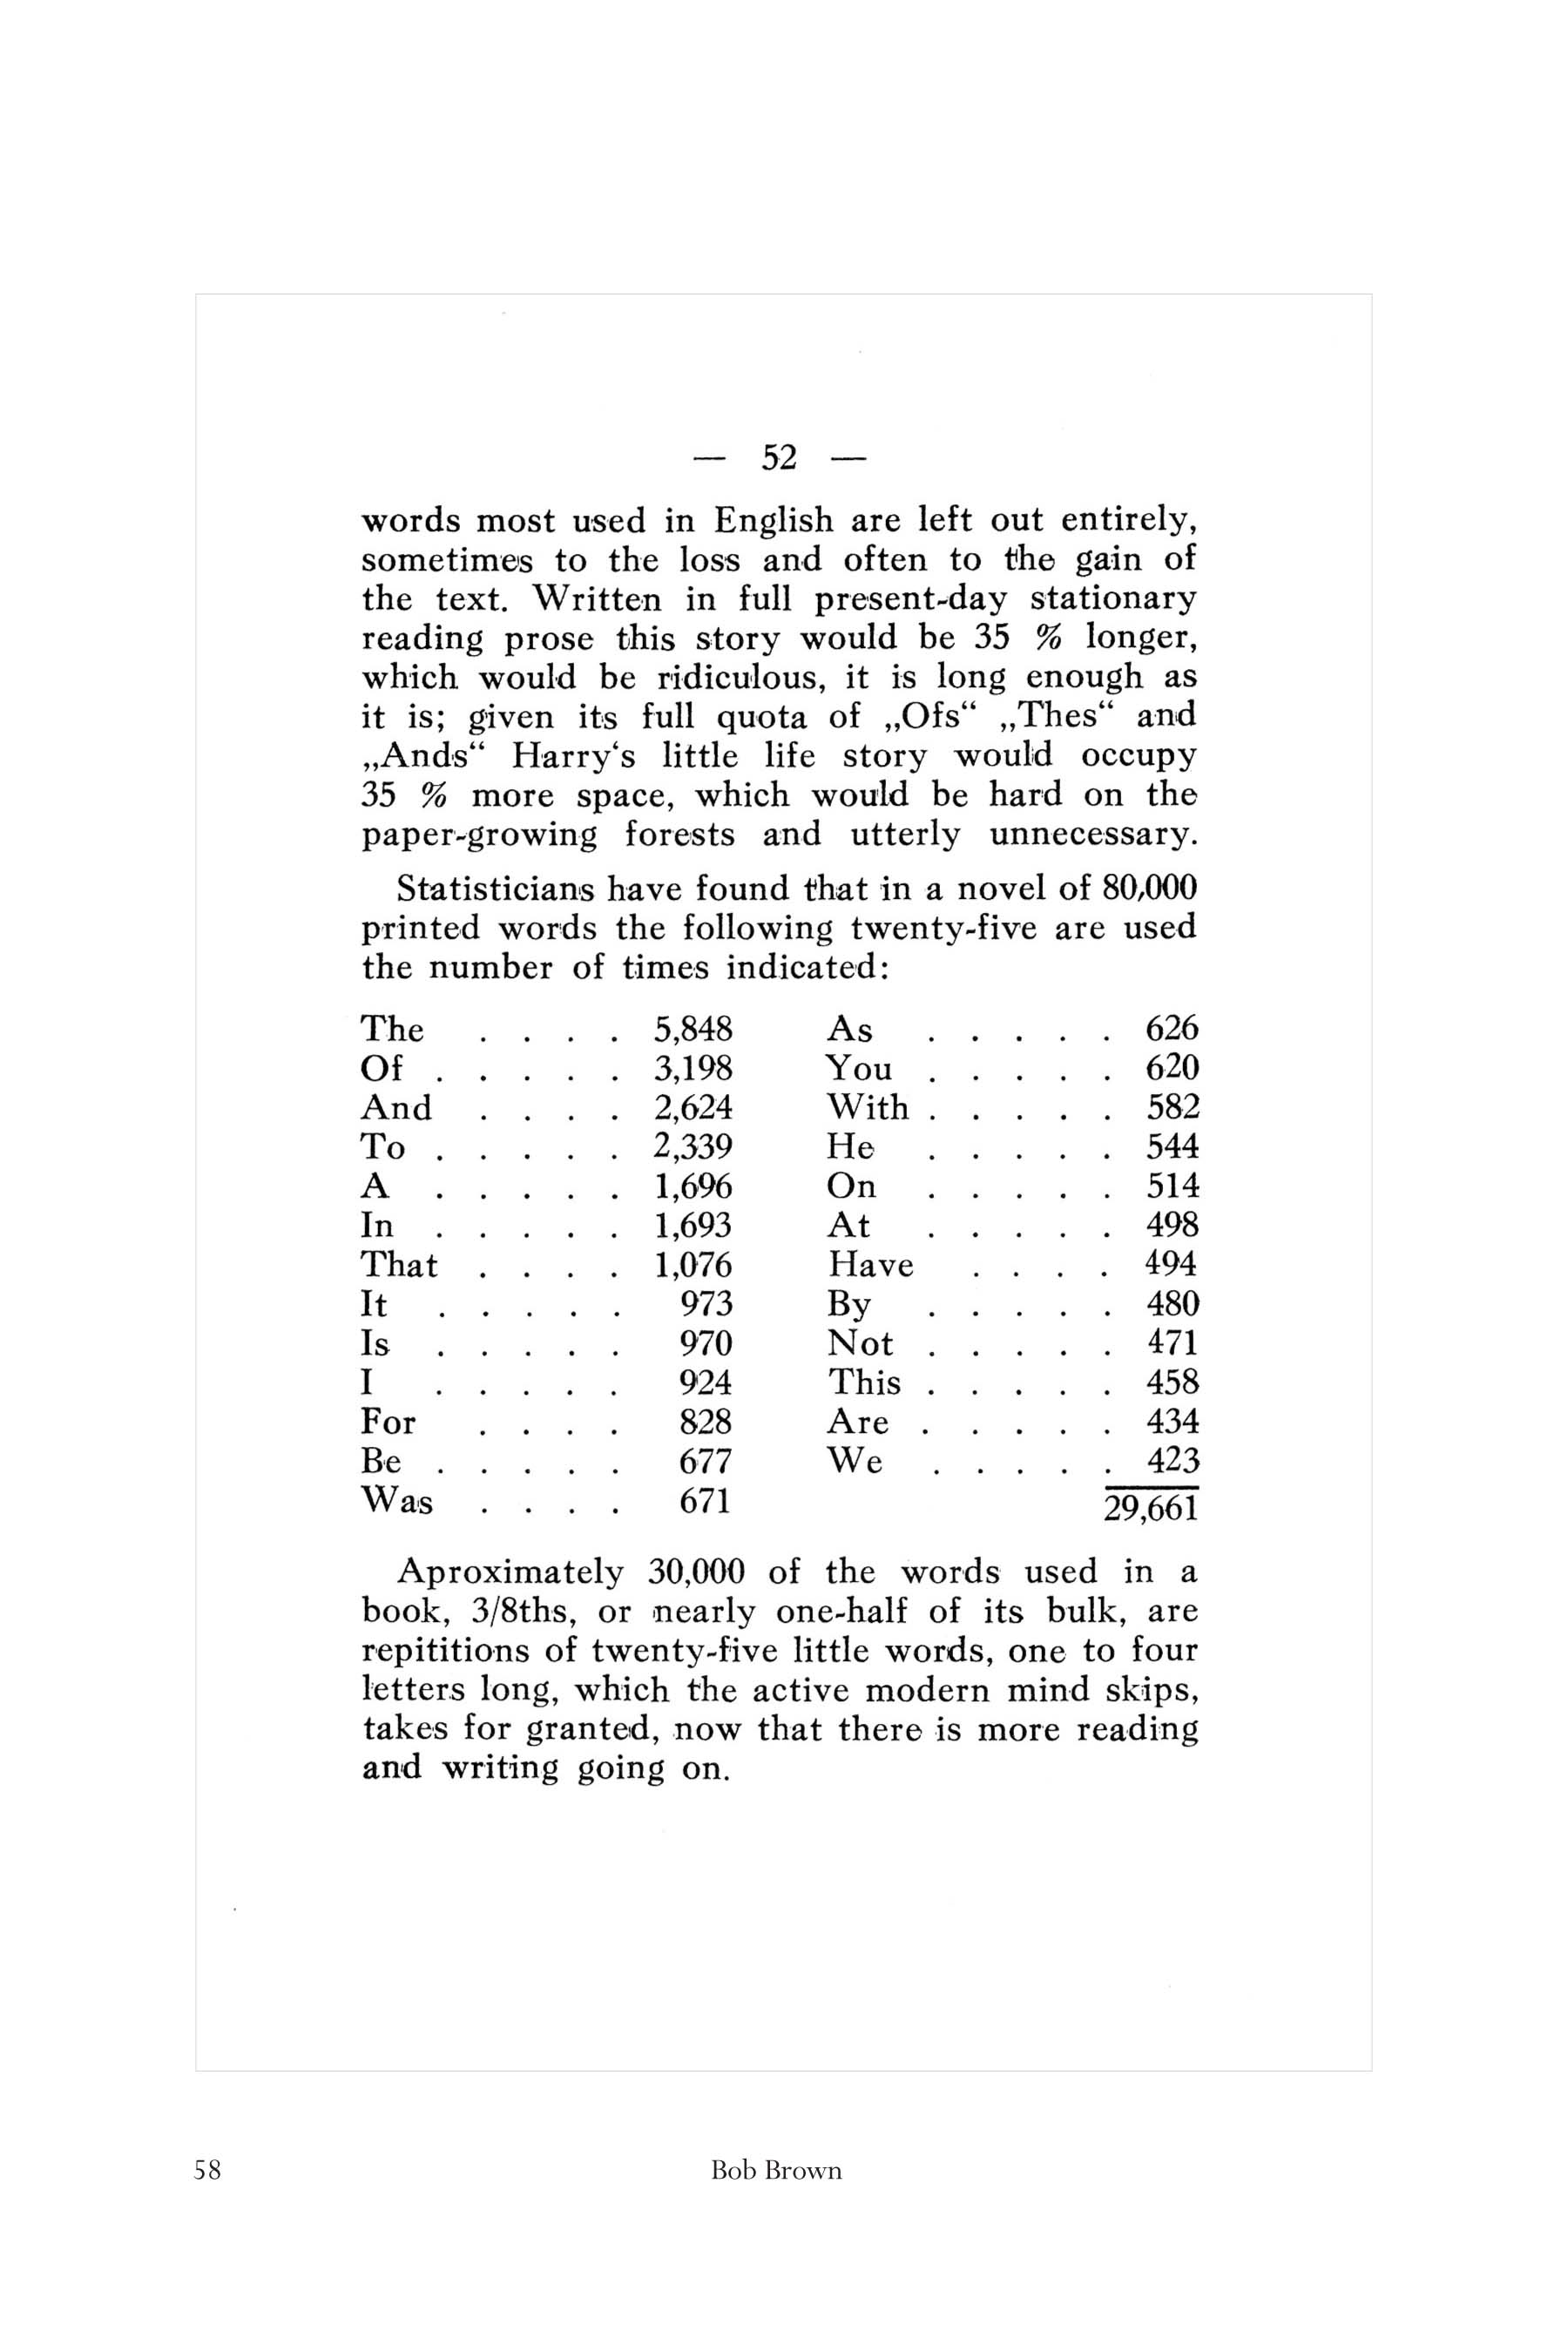 — 52 —
words most used in English are left out entirely,
sometimes to the loss and often to the gain of
the text. Written in full present-day stationary
reading prose this story would be 35 % longer,
which would be ridiculous, it is long enough as
it is; given its full quota of „Ofs“ „Thes“ and
„Ands“ Harry‘s little life story would occupy
35 % more space, which would be hard on the
paper-growing forests and utterly unnecessary.
Statisticians have found that in a novel of 80,000
printed words the following twenty-five are used
the number of times indicated:
The . . . . 5,848 As . . . . . 626
Of . . . . . 3,198 You . . . . . 620
And . . . . 2,624 With . . . . . 582
To . . . . . 2,339 He . . . . . 544
A . . . . . 1,696 On . . . . . 514
In . . . . . 1,693 At . . . . . 498
That . . . . 1,076 Have . . . . 494
It . . . . . 973 By . . . . . 480
Is . . . . . 970 Not . . . . . 471
I . . . . . 924 This . . . . . 458
For . . . . 828 Are . . . . . 434
Be . . . . . 677 We . . . . . 423
Was . . . . 671 29,661
Aproximately 30,000 of the words used in a
book, 3/8ths, or nearly one-half of its bulk, are
repititions of twenty-five little words, one to four
letters long, which the active modern mind skips,
takes for granted, now that there is more reading
and writing going on.
58 Bob Brown